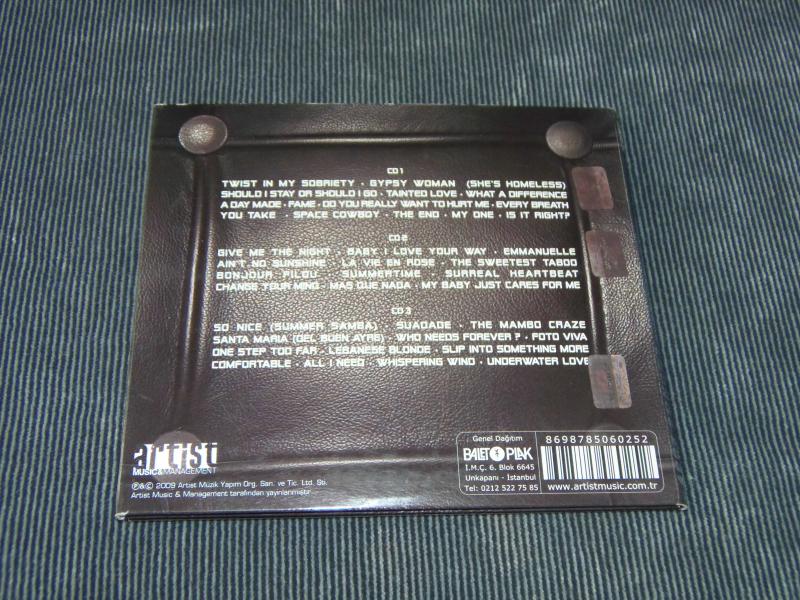 CD 1
TWIST IN MY SOBRIETY · GYPSY WOMAN (SHE'S HOMELESS)
SHOULD I STAY OR SHOULD I GO · TAINTED LOVE · WHAT A DIFFERENCE
A DAY MADE · FAME · DO YOU REALLY WANT TO HURT ME · EVERY BREATH
YOU TAKE · SPACE COWBOY · THE END · MY ONE · IS IT RIGHT?
CD 2
GIVE ME THE NIGHT · BABY I LOVE YOUR WAY · EMMANUELLE
AIN'T NO SUNSHINE · LA VIE EN ROSE · THE SWEETEST TABOO
BONJOUR FILOU · SUMMERTIME · SURREAL HEARTBEAT
CHANGE YOUR MIND · MAS QUE NADA · MY BABY JUST CARES FOR ME
CD 3
SO NICE (SUMMER SAMBA) · SUADADE · THE MAMBO CRAZE
SANTA MARIA (DEL BUEN AYRE) · WHO NEEDS FOREVER ? · FOTO VIVA
ONE STEP TOO FAR · LEBANESE BLONDE · SLIP INTO SOMETHING MORE
COMFORTABLE · ALL I NEED · WHISPERING WIND · UNDERWATER LOVE
artist
MUSIC&MANAGEMENT
℗&© 2009 Artist Müzik Yapım Org. San. ve Tic. Ltd. Sti.
Artist Music & Management tarafından yayınlanmıştır
Genel Dağıtım
BALET PLAK
İ.M.Ç. 6. Blok 6645
Unkapanı - İstanbul
Tel: 0212 522 75 85
8698785060252
www.artistmusic.com.tr